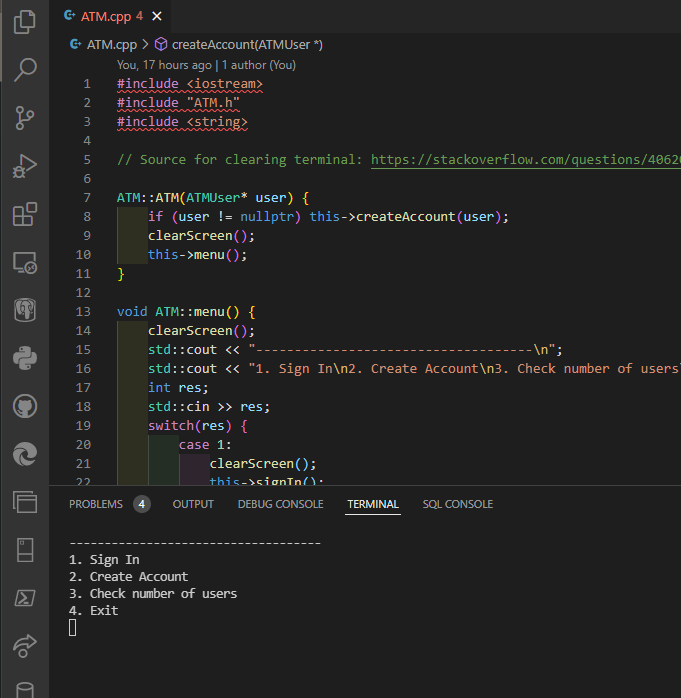 ATM.cpp 4
ATM.cpp > createAccount(ATMUser *)
You, 17 hours ago | 1 author (You)
1 #include <iostream>
2 #include "ATM.h"
3 #include <string>
4
5 // Source for clearing terminal: https://stackoverflow.com/questions/4062
6
7 ATM::ATM(ATMUser* user) {
8 if (user != nullptr) this->createAccount(user);
9 clearScreen();
10 this->menu();
11 }
12
13 void ATM::menu() {
14 clearScreen();
15 std::cout << "------------------------------------\n";
16 std::cout << "1. Sign In\n2. Create Account\n3. Check number of users
17 int res;
18 std::cin >> res;
19 switch(res) {
20 case 1:
21 clearScreen();
22 this->signIn();
PROBLEMS 4 OUTPUT DEBUG CONSOLE TERMINAL SQL CONSOLE
------------------------------------
1. Sign In
2. Create Account
3. Check number of users
4. Exit